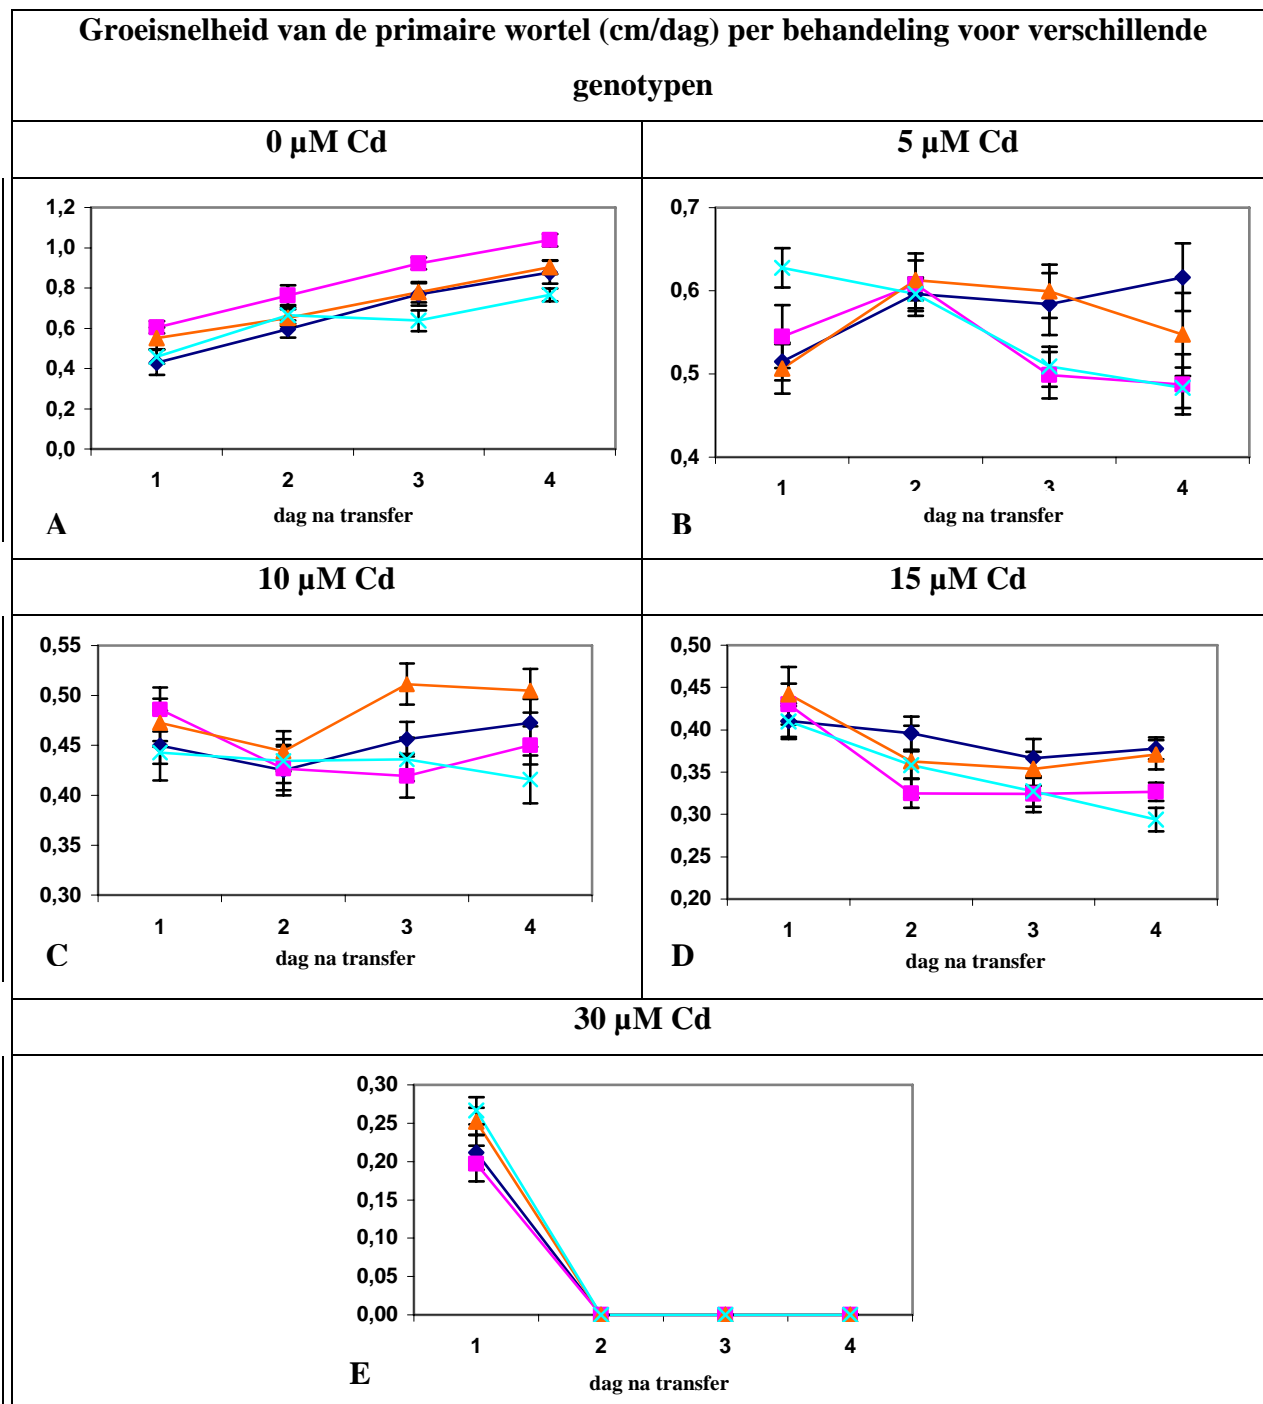 Groeisnelheid van de primaire wortel (cm/dag) per behandeling voor verschillende
genotypen
0 µM Cd
5 µM Cd
1,2
1,0
0,8
0,6
0,4
0,2
0,0
1 2 3 4
dag na transfer
A
0,7
0,6
0,5
0,4
1 2 3 4
dag na transfer
B
10 µM Cd
15 µM Cd
0,55
0,50
0,45
0,40
0,35
0,30
1 2 3 4
dag na transfer
C
0,50
0,45
0,40
0,35
0,30
0,25
0,20
1 2 3 4
dag na transfer
D
30 µM Cd
0,30
0,25
0,20
0,15
0,10
0,05
0,00
1 2 3 4
dag na transfer
E